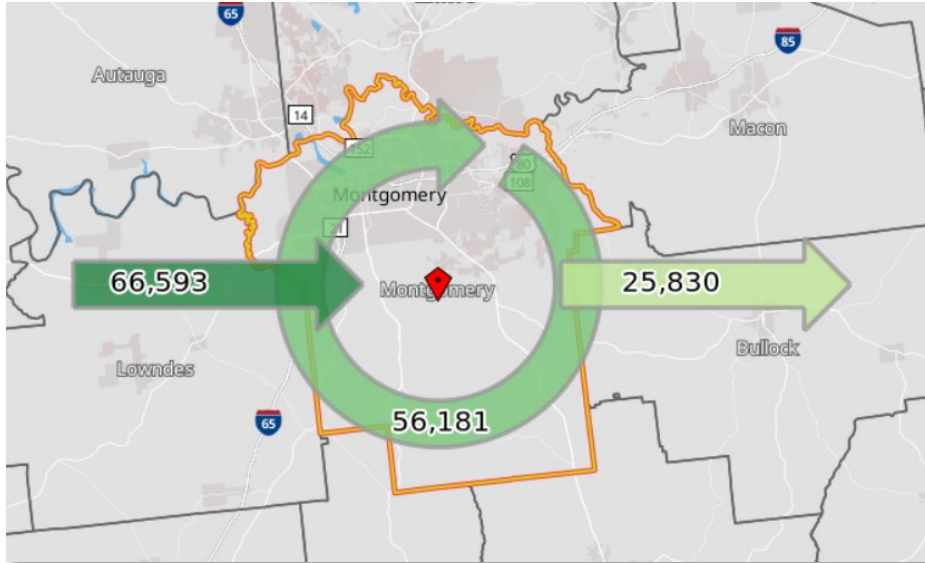 65
85
Autauga
14
Macon
152
80
108
Montgomery
21
66,593
25,830
Montgomery
Bullock
Lowndes
56,181
65